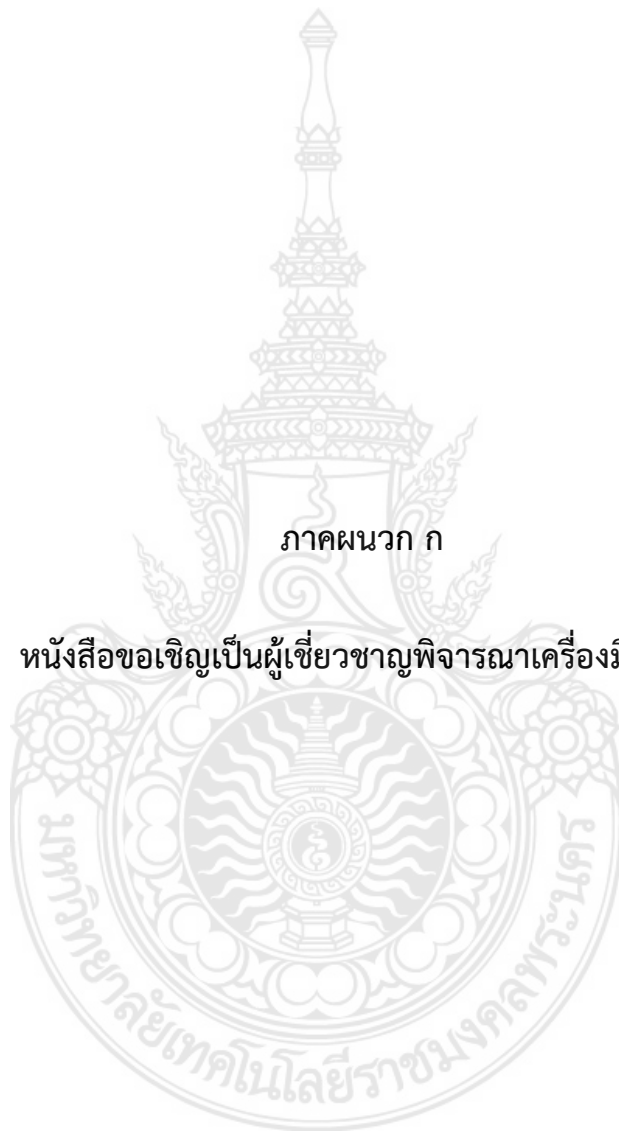 ภาคผนวก ก
หนังสือขอเชิญเป็นผู้เชี่ยวชาญพิจารณาเครื่องมื
มหาวิทยาลัยเทคโนโลยีราชมงคลพระนคร